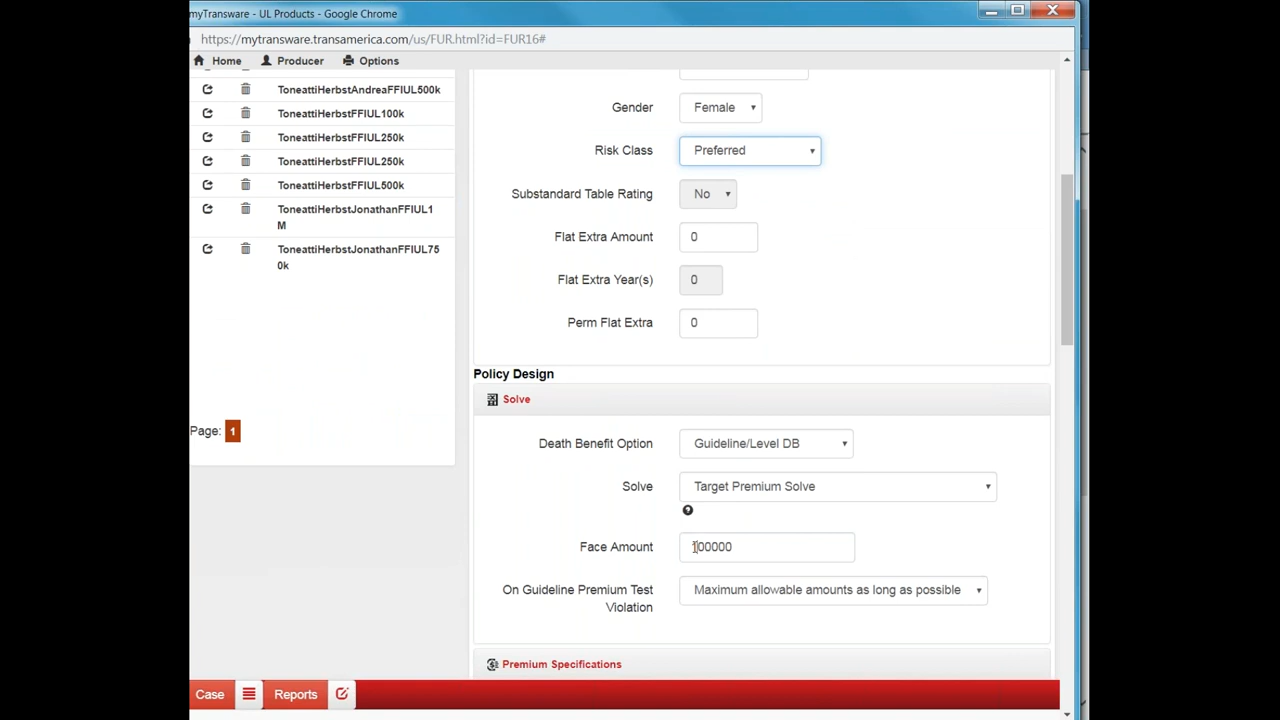 myTransware - UL Products - Google Chrome
https://mytransware.transamerica.com/us/FUR.html?id=FUR16#
Home Producer Options
ToneattiHerbstAndreaFFIUL500k
ToneattiHerbstFFIUL100k
ToneattiHerbstFFIUL250k
ToneattiHerbstFFIUL250k
ToneattiHerbstFFIUL500k
ToneattiHerbstJonathanFFIUL1
M
ToneattiHerbstJonathanFFIUL75
0k
Page: 1
Gender Female
Risk Class Preferred
Substandard Table Rating No
Flat Extra Amount 0
Flat Extra Year(s) 0
Perm Flat Extra 0
Policy Design
Solve
Death Benefit Option Guideline/Level DB
Solve Target Premium Solve
?
Face Amount 100000
On Guideline Premium Test Maximum allowable amounts as long as possible
Violation
Premium Specifications
Case Reports